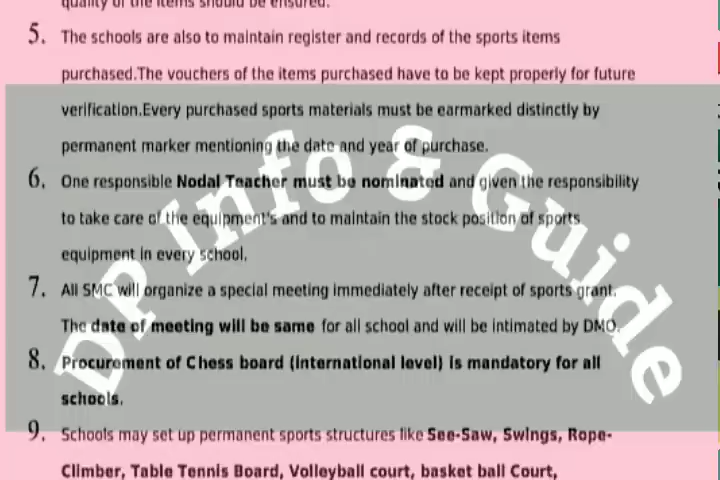 quality of the items should be ensured.
5. The schools are also to maintain register and records of the sports items
purchased.The vouchers of the items purchased have to be kept properly for future
verification.Every purchased sports materials must be earmarked distinctly by
permanent marker mentioning the date and year of purchase.
6. One responsible Nodal Teacher must be nominated and given the responsibility
to take care of the equipment's and to maintain the stock position of sports
equipment in every school.
7. All SMC will organize a special meeting immediately after receipt of sports grant.
The date of meeting will be same for all school and will be intimated by DMO.
8. Procurement of Chess board (International level) is mandatory for all
schools.
9. Schools may set up permanent sports structures like See-Saw, Swings, Rope-
Climber, Table Tennis Board, Volleyball court, basket ball Court,
DP Info & Guide